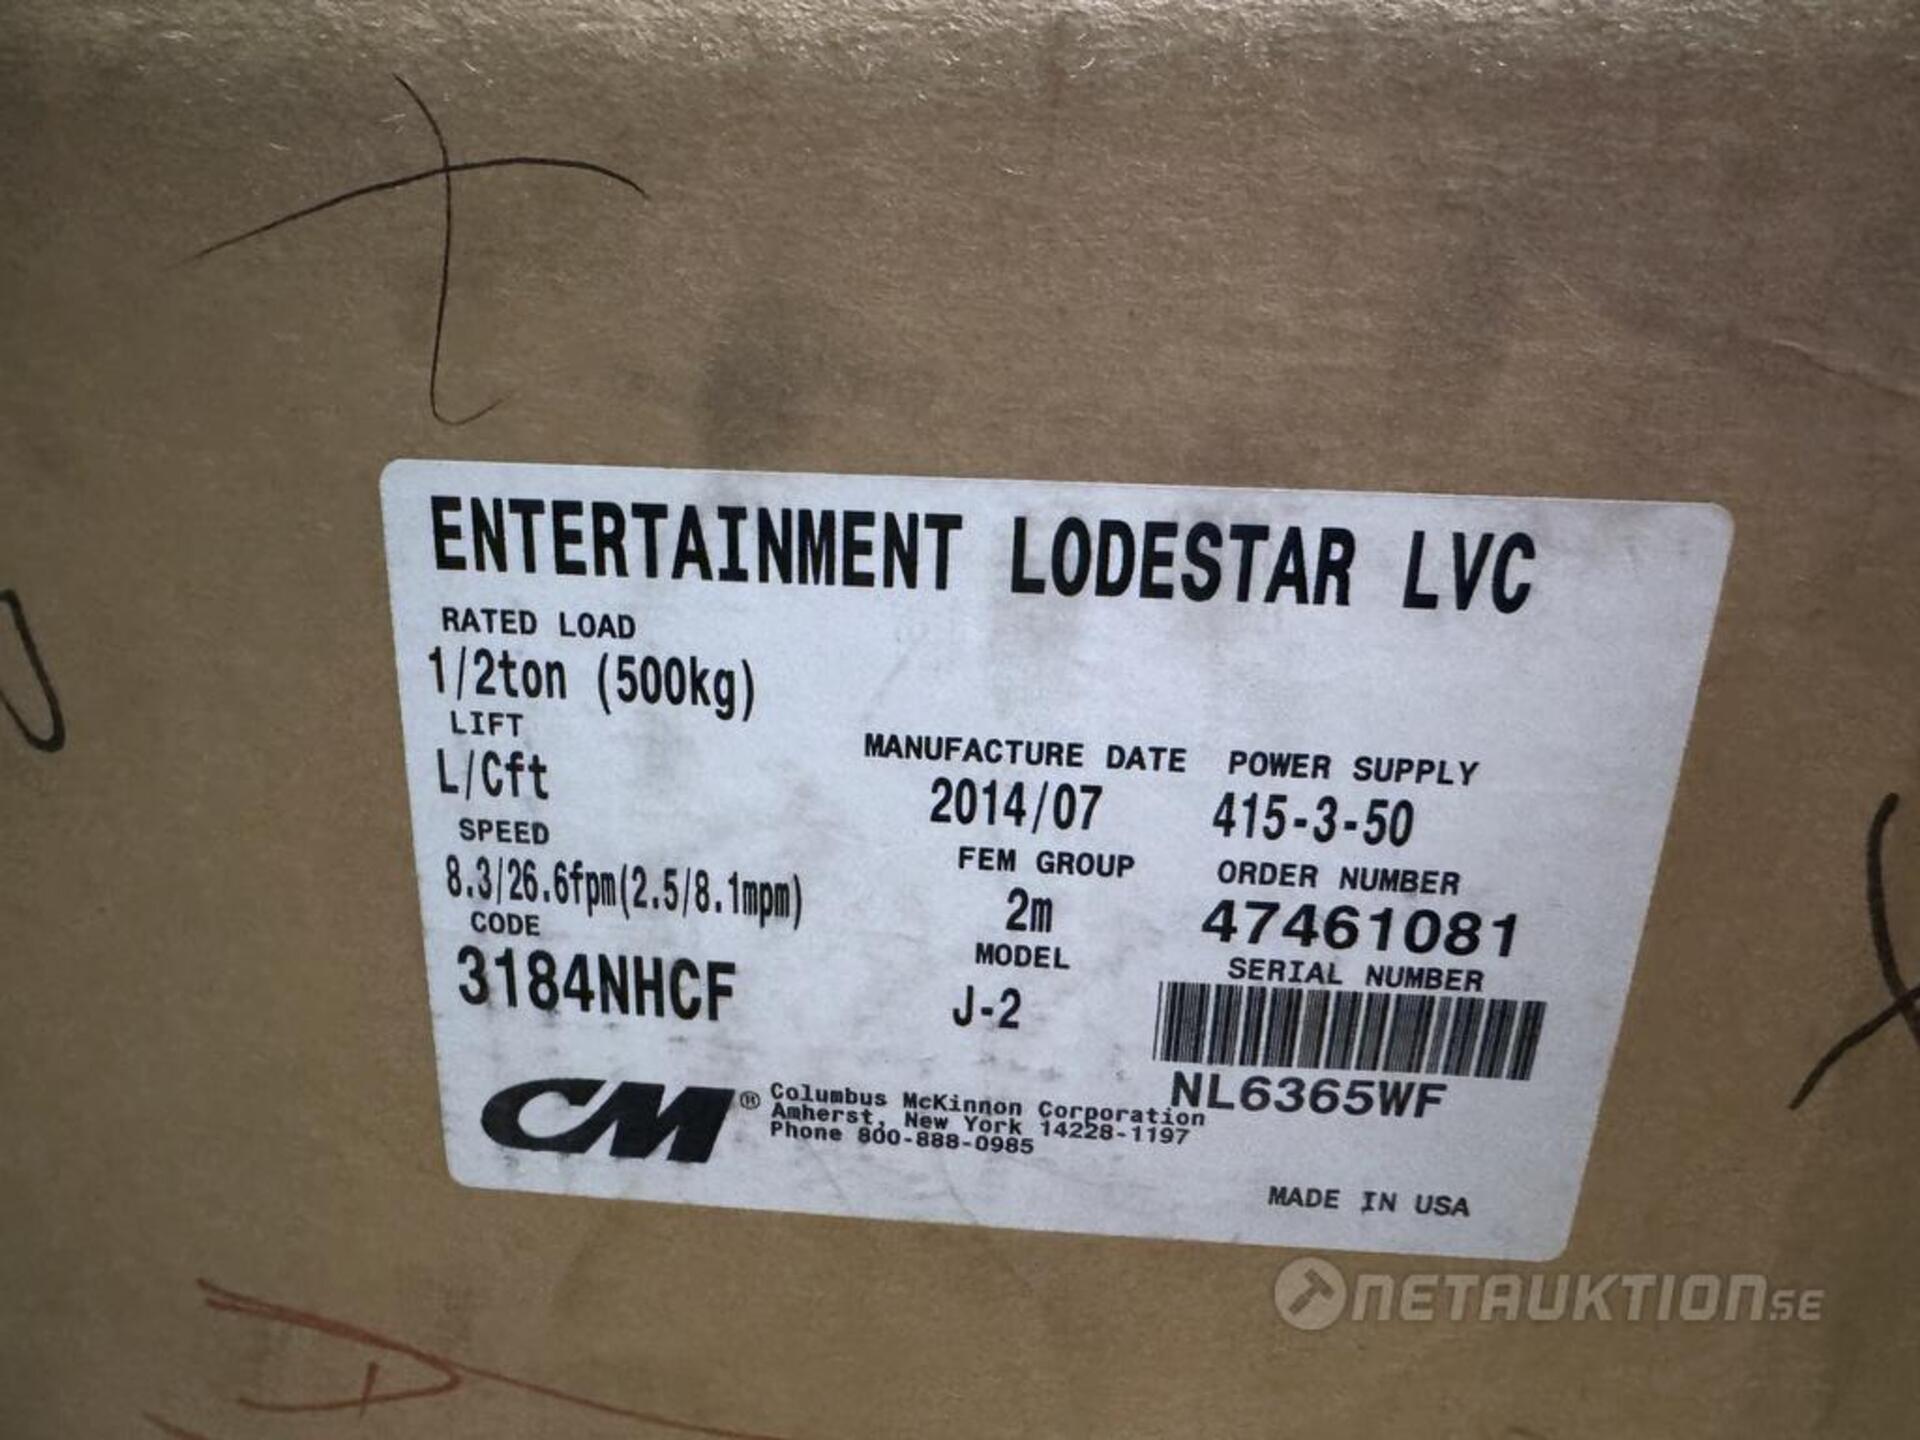 ENTERTAINMENT LODESTAR LVC
RATED LOAD
1/2ton (500kg)
LIFT
L/Cft
SPEED
8.3/26.6fpm(2.5/8.1mpm)
CODE
3184NHCF
MANUFACTURE DATE
2014/07
FEM GROUP
2m
MODEL
J-2
POWER SUPPLY
415-3-50
ORDER NUMBER
47461081
SERIAL NUMBER
NL6365WF
CM®
Columbus McKinnon Corporation
Amherst, New York 14228-1197
Phone 800-888-0985
MADE IN USA
NETAUKTION.SE